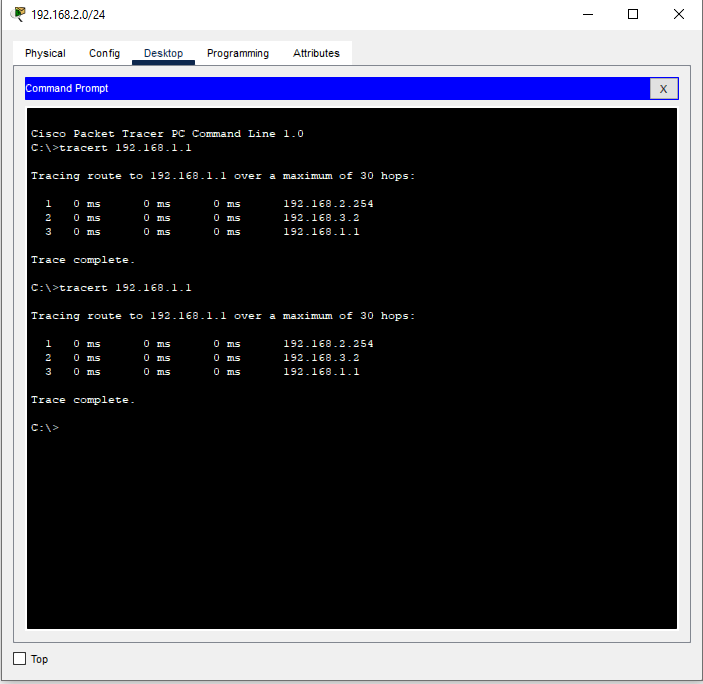 192.168.2.0/24
Physical Config Desktop Programming Attributes
Command Prompt X
Cisco Packet Tracer PC Command Line 1.0
C:\>tracert 192.168.1.1
Tracing route to 192.168.1.1 over a maximum of 30 hops:
1 0 ms 0 ms 0 ms 192.168.2.254
2 0 ms 0 ms 0 ms 192.168.3.2
3 0 ms 0 ms 0 ms 192.168.1.1
Trace complete.
C:\>tracert 192.168.1.1
Tracing route to 192.168.1.1 over a maximum of 30 hops:
1 0 ms 0 ms 0 ms 192.168.2.254
2 0 ms 0 ms 0 ms 192.168.3.2
3 0 ms 0 ms 0 ms 192.168.1.1
Trace complete.
C:\>
Top